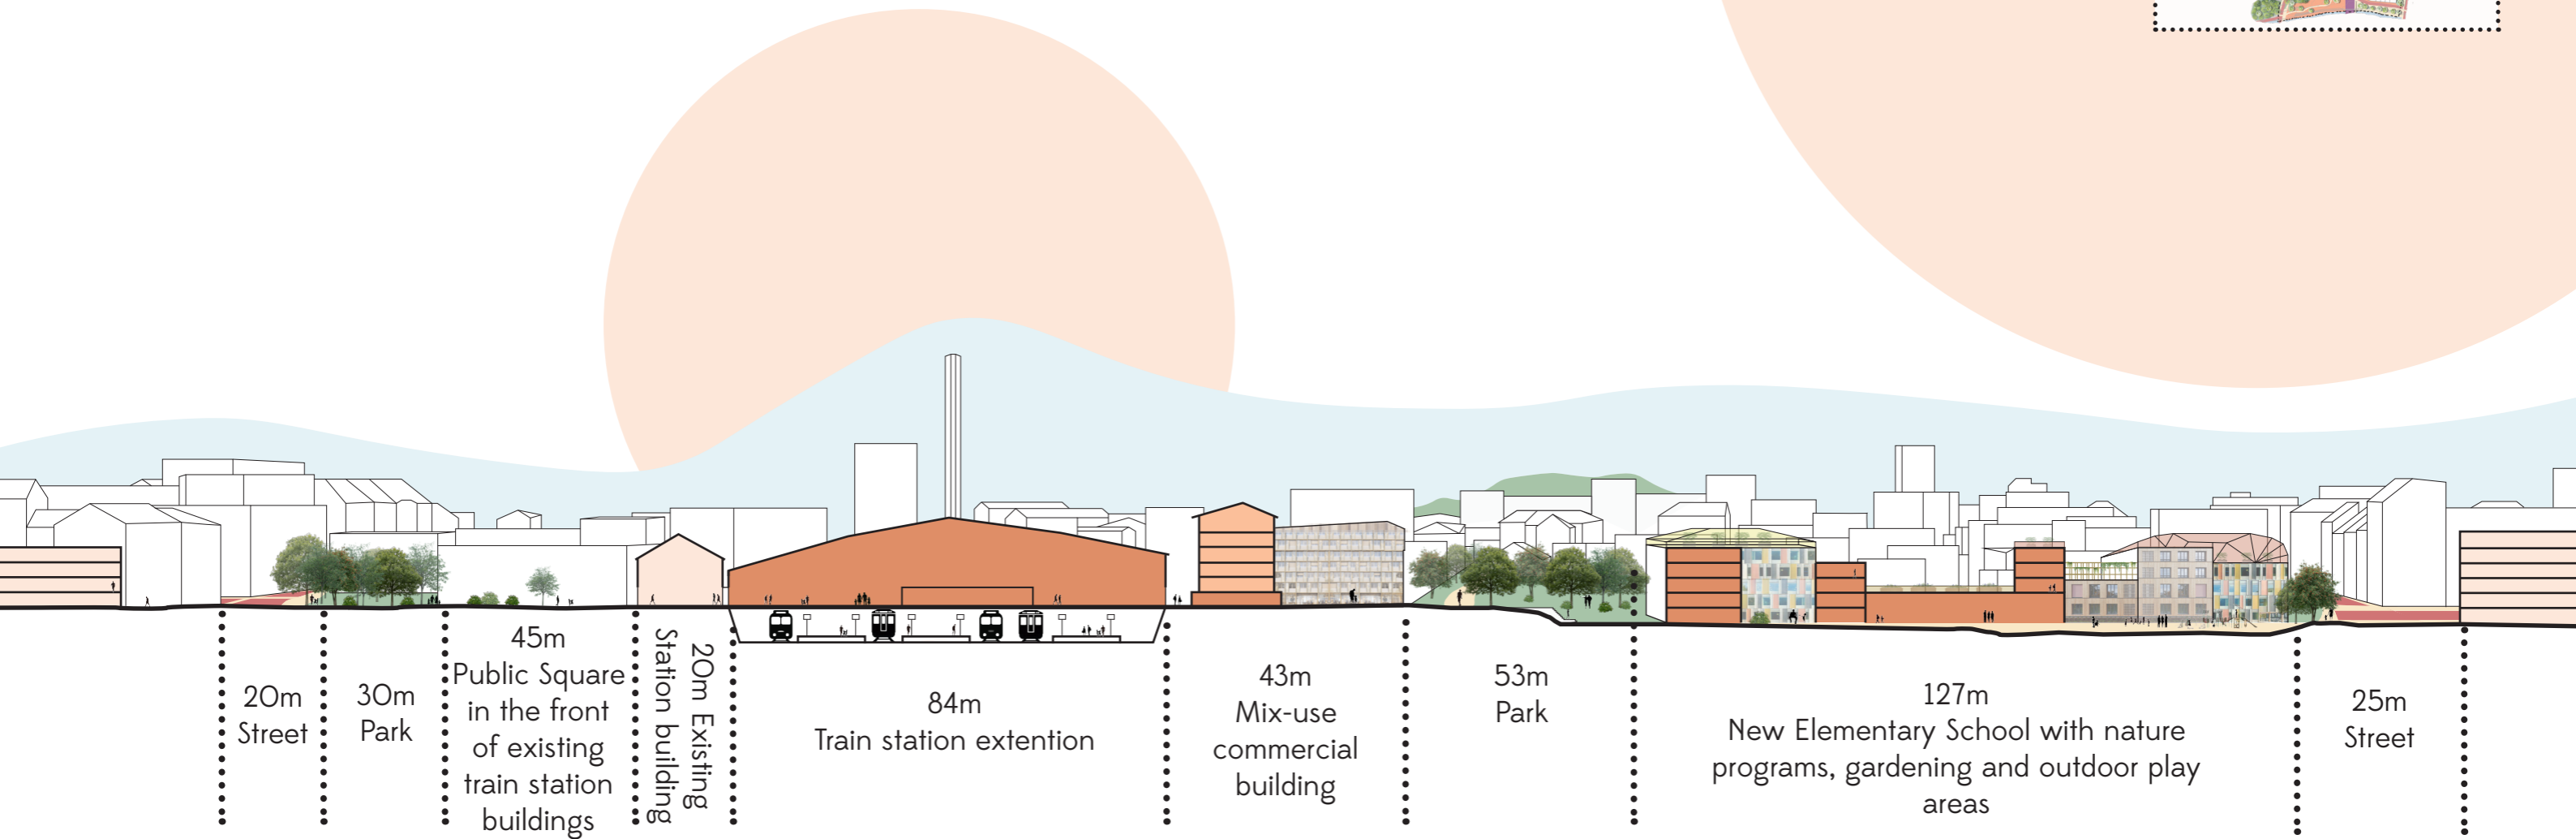 20m
Street
30m
Park
45m
Public Square
in the front
of existing
train station
buildings
20m Existing
Station building
84m
Train station extention
43m
Mix-use
commercial
building
53m
Park
127m
New Elementary School with nature
programs, gardening and outdoor play
areas
25m
Street